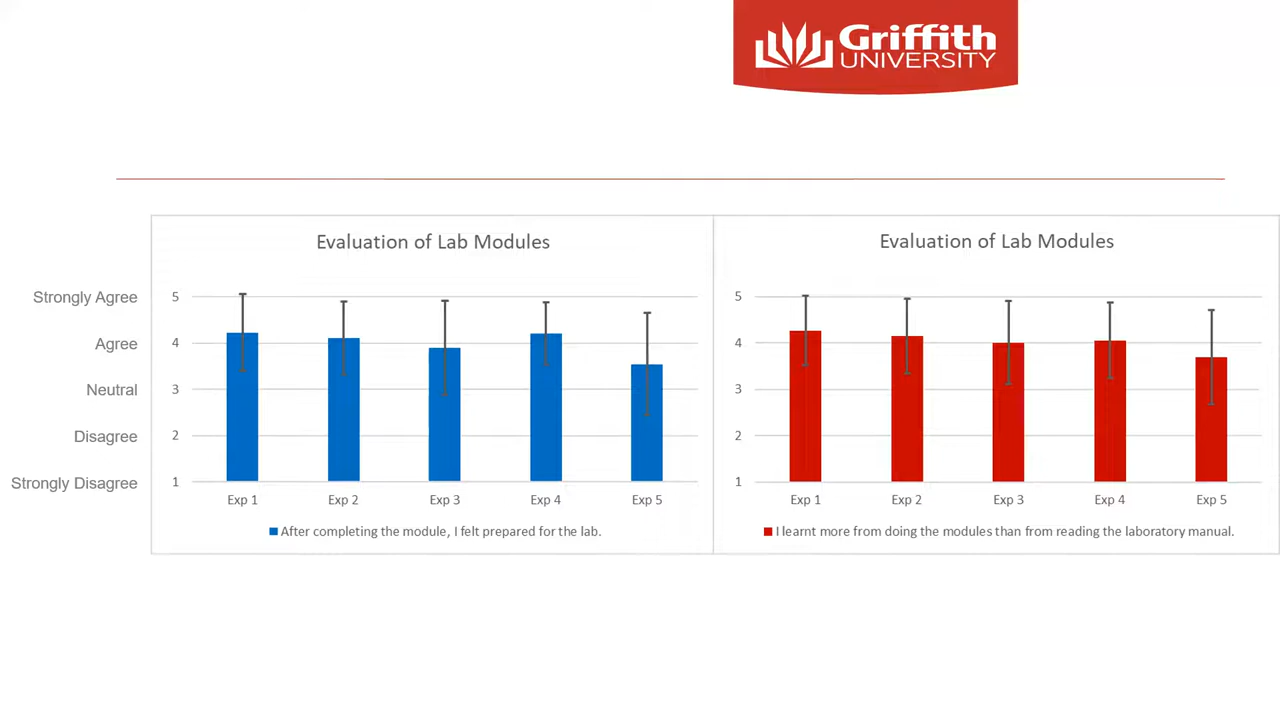 Griffith
UNIVERSITY
Evaluation of Lab Modules
Strongly Agree
Agree
Neutral
Disagree
Strongly Disagree
5
4
3
2
1
Exp 1 Exp 2 Exp 3 Exp 4 Exp 5
After completing the module, I felt prepared for the lab.
Evaluation of Lab Modules
5
4
3
2
1
Exp 1 Exp 2 Exp 3 Exp 4 Exp 5
I learnt more from doing the modules than from reading the laboratory manual.